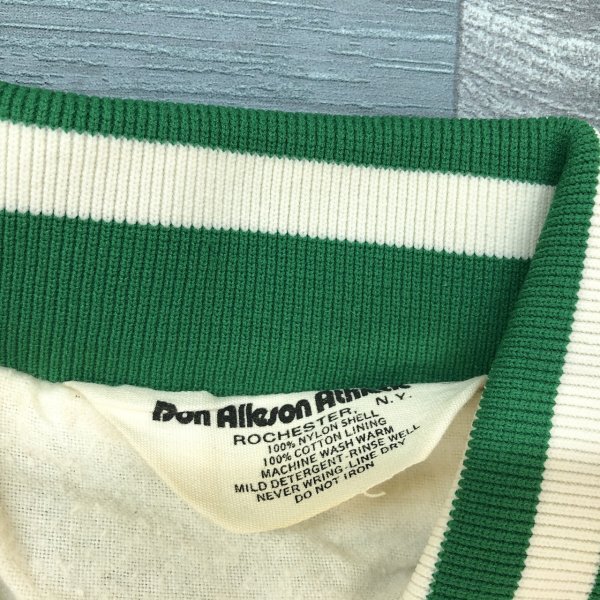 Don Alleson Athletic
ROCHESTER, N.Y.
100% NYLON SHELL
100% COTTON LINING
MACHINE WASH WARM
MILD DETERGENT-RINSE WELL
NEVER WRING-LINE DRY
DO NOT IRON